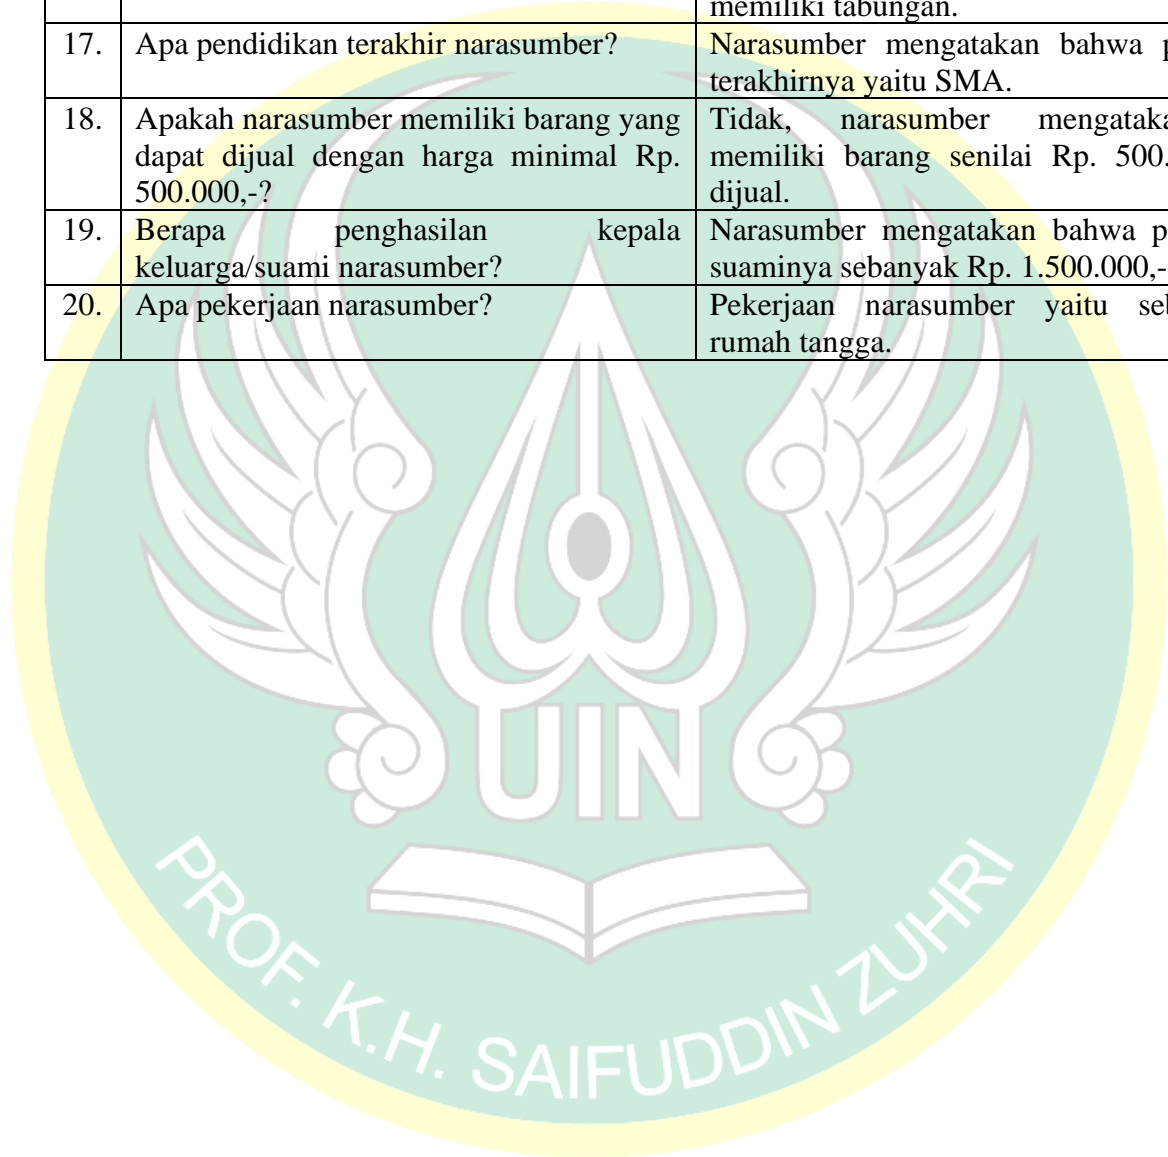 memiliki tabungan.
17. Apa pendidikan terakhir narasumber? Narasumber mengatakan bahwa
terakhirnya yaitu SMA.
18. Apakah narasumber memiliki barang yang Tidak, narasumber
dapat dijual dengan harga minimal Rp. memiliki barang senilai Rp. 500.
500.000,-? dijual.
19. Berapa penghasilan kepala Narasumber mengatakan bahwa
keluarga/suami narasumber? suaminya sebanyak Rp. 1.500.000,-
20. Apa pekerjaan narasumber? Pekerjaan narasumber yaitu
rumah tangga.
UIN
PROF. K.H. SAIFUDDIN ZUHRI